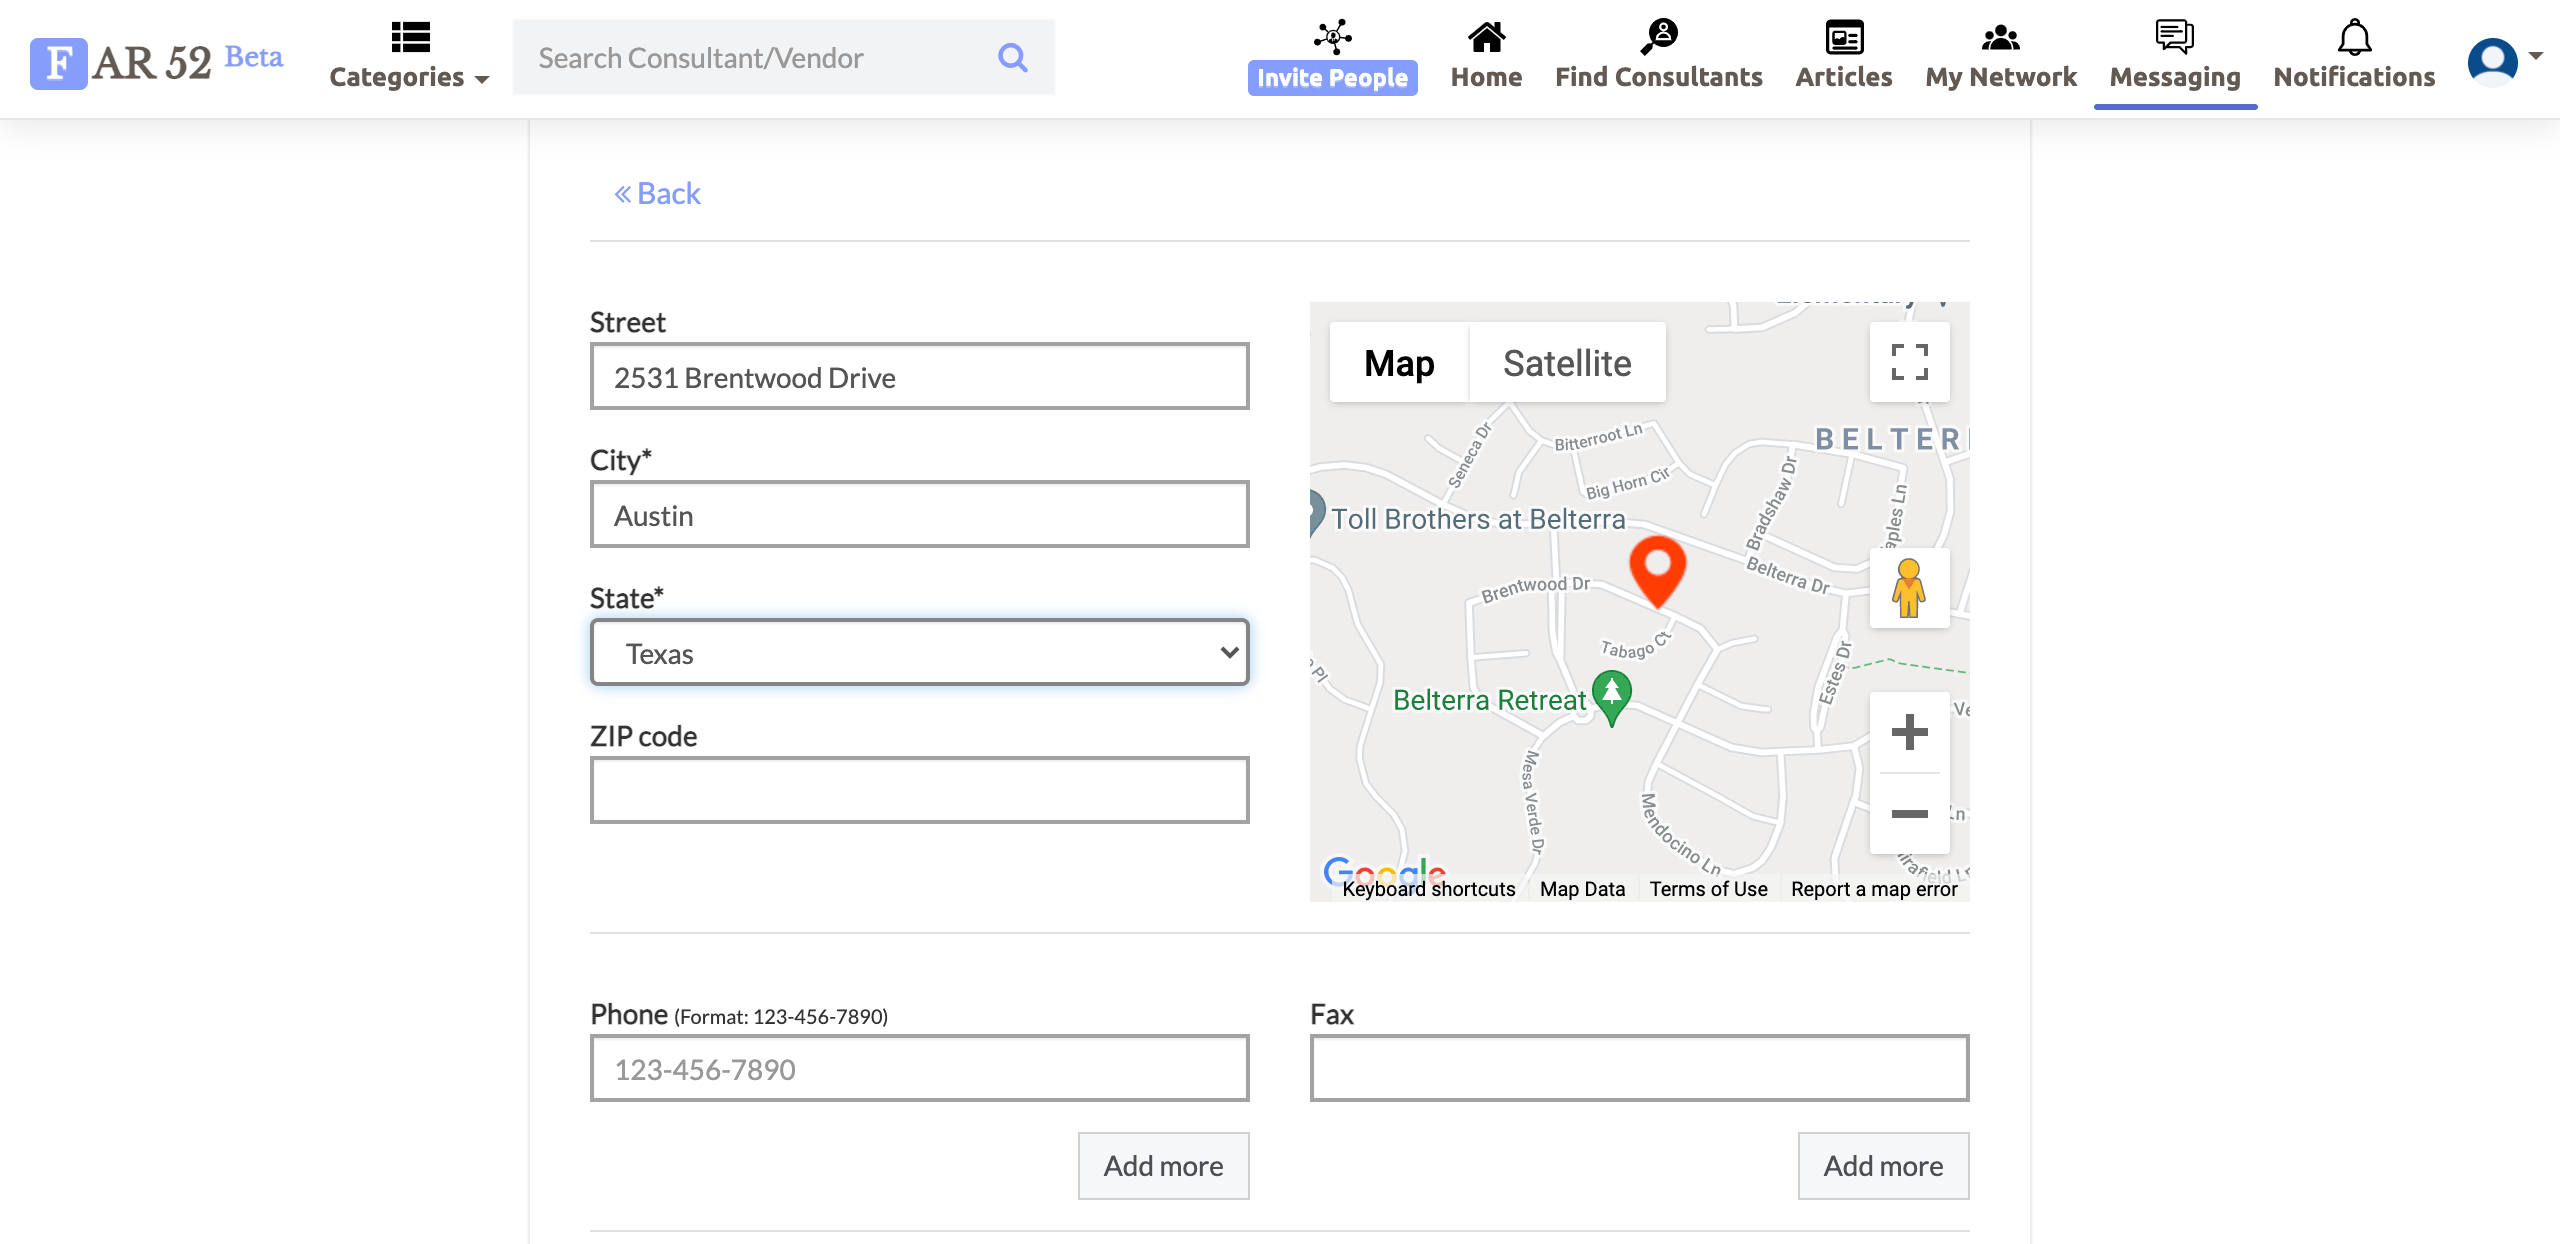 FAR 52 Beta
Categories
Search Consultant/Vendor
Invite People
Home
Find Consultants
Articles
My Network
Messaging
Notifications
« Back
Street
2531 Brentwood Drive
City*
Austin
State*
Texas
ZIP code
Map
Satellite
Seneca Dr
Bitterroot Ln
Big Horn Cir
BELTER
Bradshaw Dr
Toll Brothers at Belterra
Belterra Dr
Brentwood Dr
Tabago Ct
Estes Dr
Belterra Retreat
Mesa Verde Dr
Mendocino Ln
Google
Keyboard shortcuts
Map Data
Terms of Use
Report a map error
Phone (Format: 123-456-7890)
123-456-7890
Add more
Fax
Add more